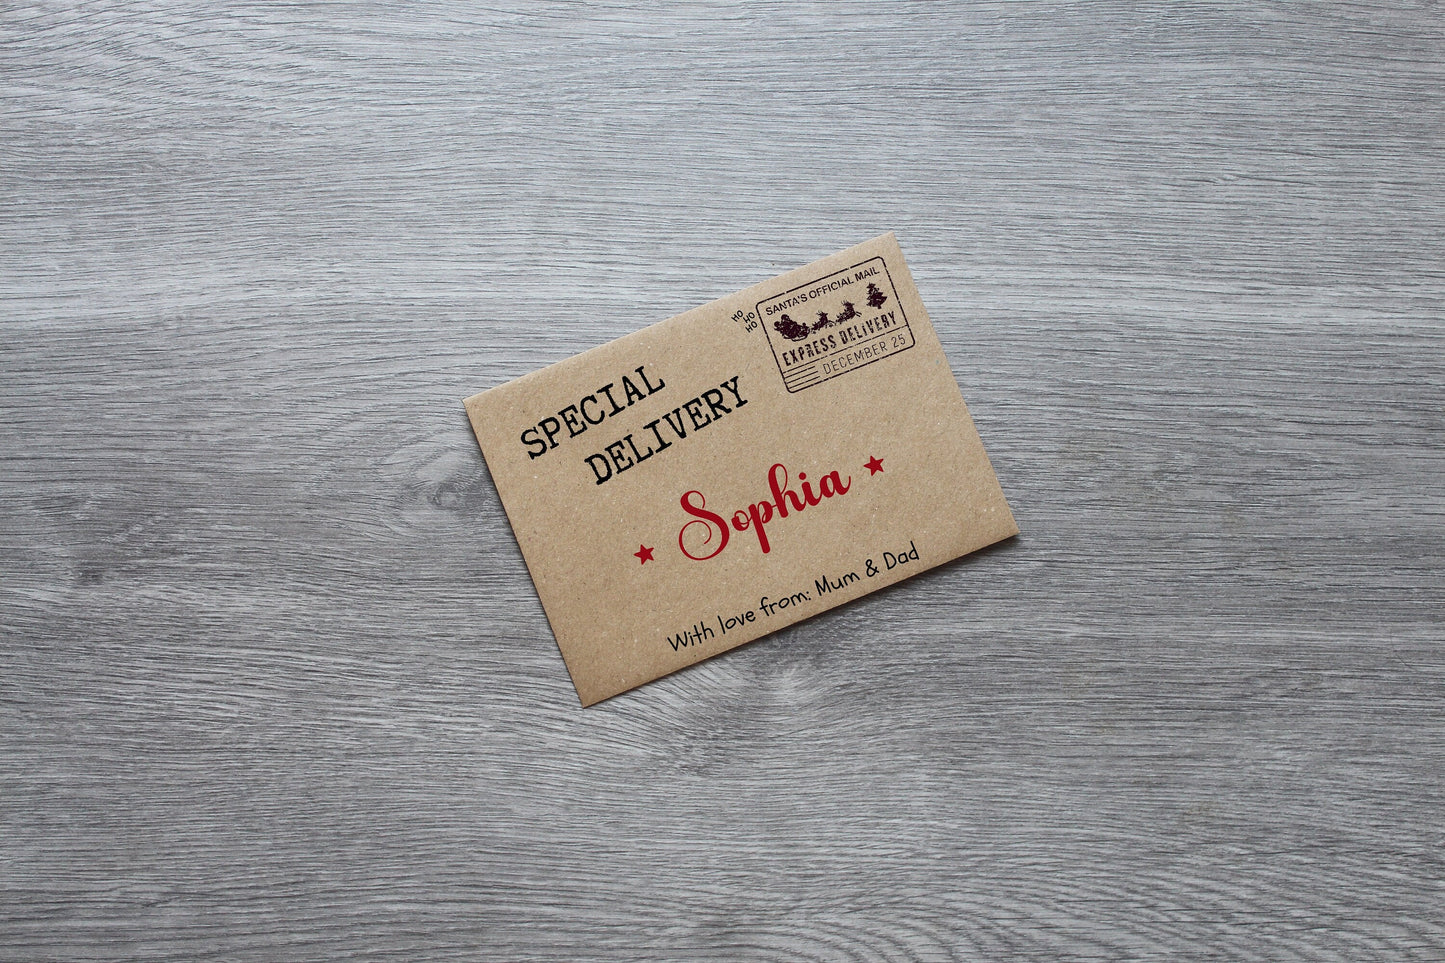 HO
HO
HO
SANTA'S OFFICIAL MAIL
EXPRESS DELIVERY
DECEMBER 25
SPECIAL
DELIVERY
Sophia
With love from: Mum & Dad